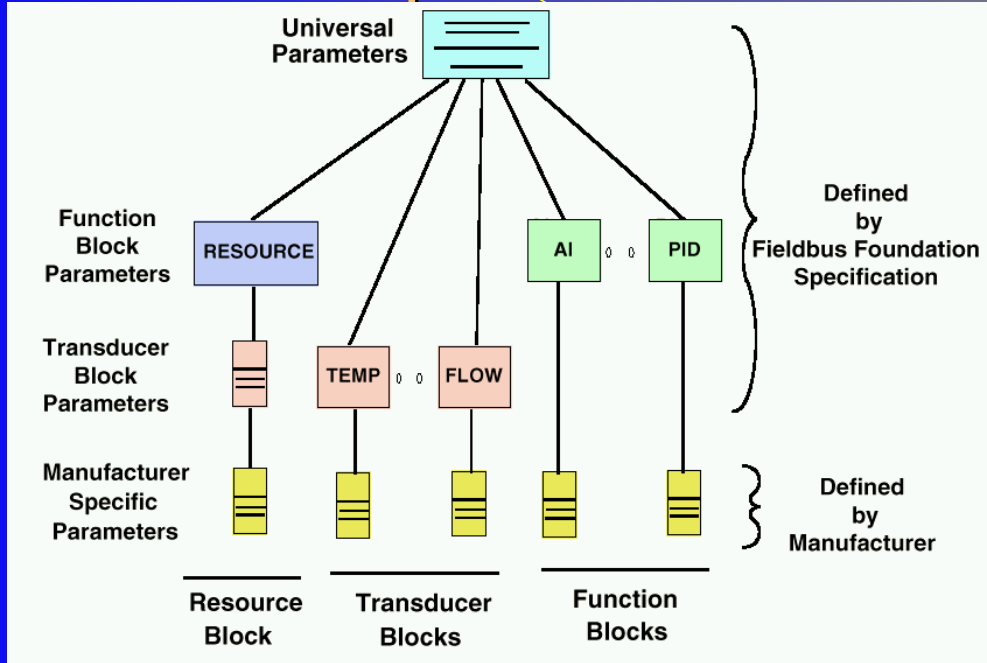 Universal
Parameters
Function
Block
Parameters
RESOURCE
AI
PID
Defined
by
Fieldbus Foundation
Specification
Transducer
Block
Parameters
TEMP
FLOW
Manufacturer
Specific
Parameters
Defined
by
Manufacturer
Resource
Block
Transducer
Blocks
Function
Blocks